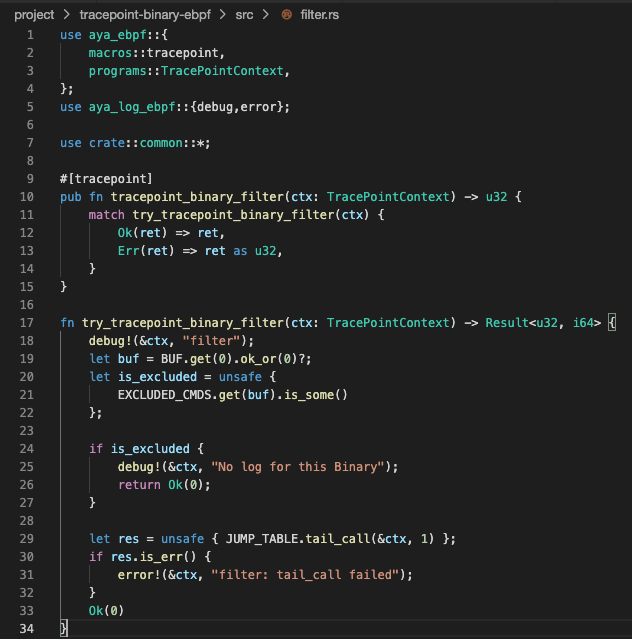 project > tracepoint-binary-ebpf > src > filter.rs
1 use aya_ebpf::{
2     macros::tracepoint,
3     programs::TracePointContext,
4 };
5 use aya_log_ebpf::{debug,error};
6
7 use crate::common::*;
8
9 #[tracepoint]
10 pub fn tracepoint_binary_filter(ctx: TracePointContext) -> u32 {
11     match try_tracepoint_binary_filter(ctx) {
12         Ok(ret) => ret,
13         Err(ret) => ret as u32,
14     }
15 }
16
17 fn try_tracepoint_binary_filter(ctx: TracePointContext) -> Result<u32, i64> {
18     debug!(&ctx, "filter");
19     let buf = BUF.get(0).ok_or(0)?;
20     let is_excluded = unsafe {
21         EXCLUDED_CMDS.get(buf).is_some()
22     };
23
24     if is_excluded {
25         debug!(&ctx, "No log for this Binary");
26         return Ok(0);
27     }
28
29     let res = unsafe { JUMP_TABLE.tail_call(&ctx, 1) };
30     if res.is_err() {
31         error!(&ctx, "filter: tail_call failed");
32     }
33     Ok(0)
34 }